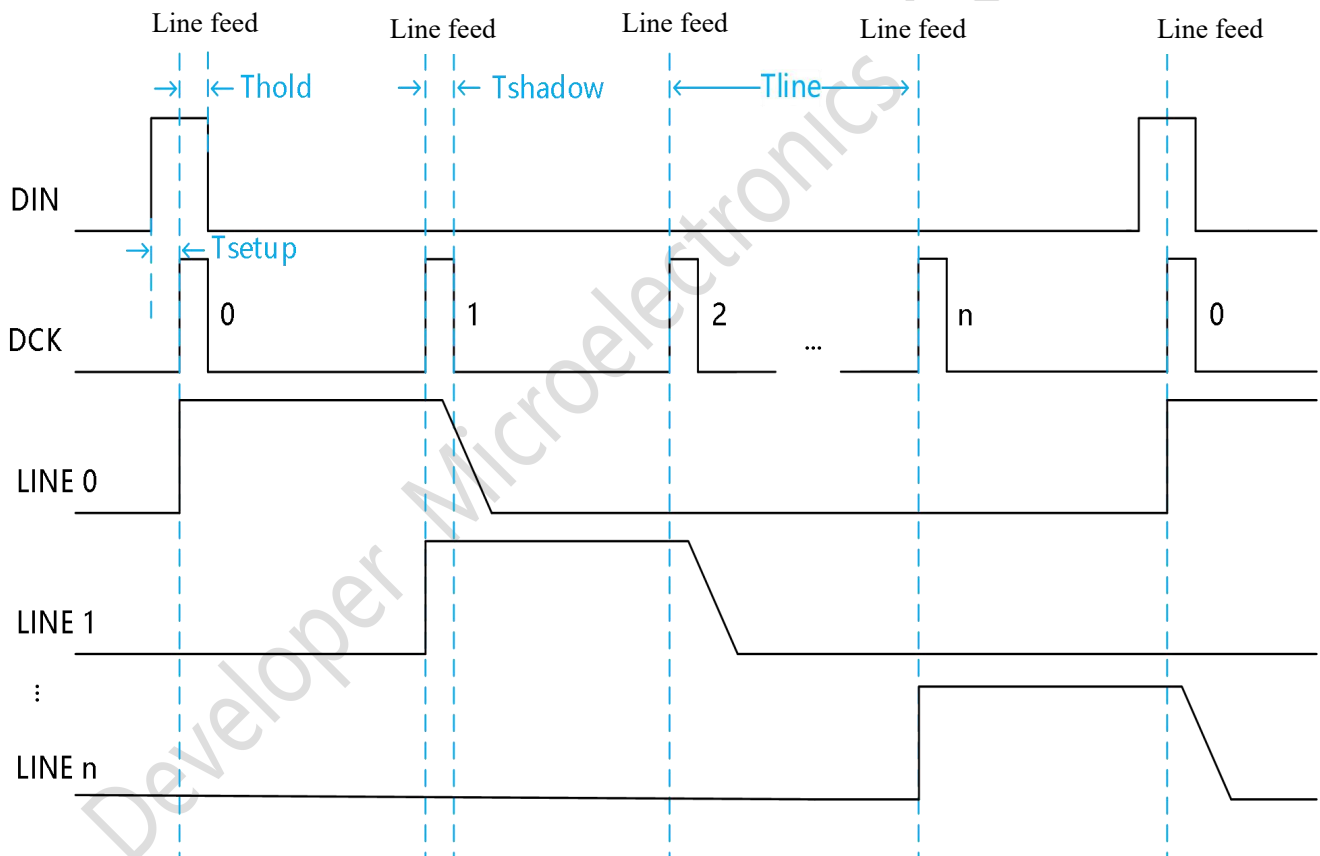 Line feed Line feed Line feed Line feed Line feed
Thold Tshadow Tline
DIN
Tsetup
0 1 2 ... n 0
DCK
LINE 0
LINE 1
⋮
LINE n
Developer Microelectronics